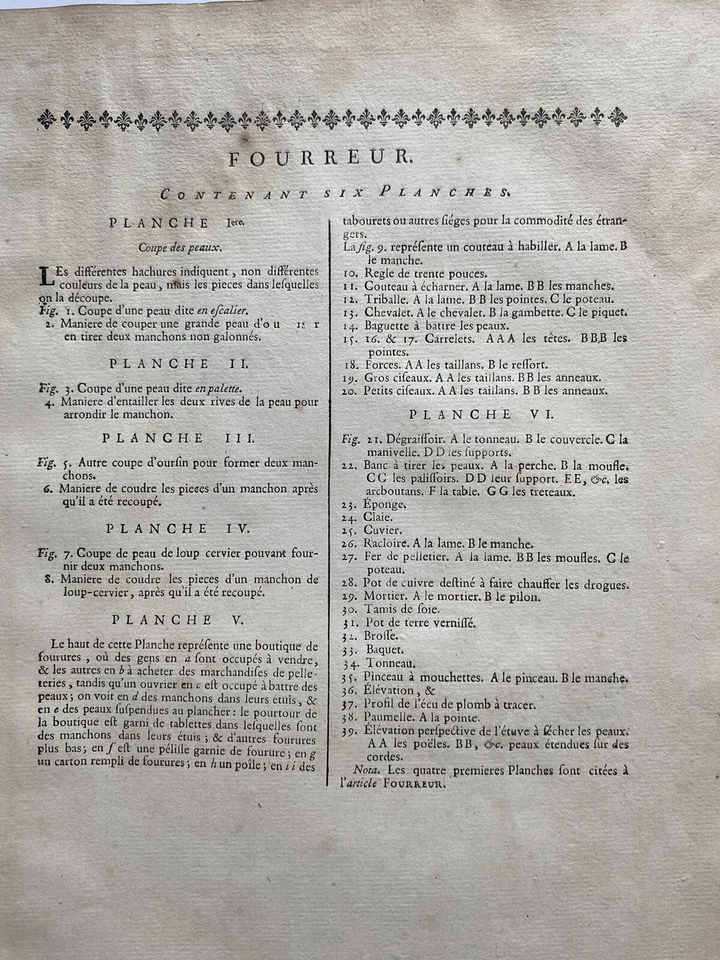 FOURREUR.
CONTENANT SIX PLANCHES.
PLANCHE Iere.
Coupe des peaux.
LEs différentes hachures indiquent, non différentes
couleurs de la peau, mais les pieces dans lesquelles
on la découpe.
Fig. 1. Coupe d'une peau dite en escalier.
2. Maniere de couper une grande peau d'ou r
en tirer deux manchons non galonnés.
PLANCHE II.
Fig. 3. Coupe d'une peau dite en palette.
4. Maniere d'entailler les deux rives de la peau pour
arrondir le manchon.
PLANCHE III.
Fig. 5. Autre coupe d'oursin pour former deux man-
chons.
6. Maniere de coudre les pieces d'un manchon après
qu'il a été recoupé.
PLANCHE IV.
Fig. 7. Coupe de peau de loup cervier pouvant four-
nir deux manchons.
8. Maniere de coudre les pieces d'un manchon de
loup-cervier, après qu'il a été recoupé.
PLANCHE V.
Le haut de cette Planche représente une boutique de
fourures, où des gens en a sont occupés à vendre,
& les autres en b à acheter des marchandises de pelle-
teries, tandis qu'un ouvrier en c est occupé à battre des
peaux; on voit en d des manchons dans leurs étuis, &
en e des peaux suspendues au plancher: le pourtour de
la boutique est garni de tablettes dans lesquelles sont
des manchons dans leurs étuis; & d'autres fourures
plus bas; en f est une pélisse garnie de fourure; en g
un carton rempli de fourures; en h un poîle; en i i des
tabourets ou autres siéges pour la commodité des étran-
gers.
La fig. 9. représente un couteau à habiller. A la lame. B
le manche.
10. Regle de trente pouces.
11. Couteau à écharner. A la lame. BB les manches.
12. Triballe. A la lame. BB les pointes. C le poteau.
13. Chevalet. A le chevalet. B la gambette. C le piquet.
14. Baguette à battre les peaux.
15. 16. & 17. Carrelets. AAA les têtes. BBB les
pointes.
18. Forces. AA les taillans. B le ressort.
19. Gros ciseaux. AA les taillans. BB les anneaux.
20. Petits ciseaux. AA les taillans. BB les anneaux.
PLANCHE VI.
Fig. 21. Dégraissoir. A le tonneau. B le couvercle. C la
manivelle. DD les supports.
22. Banc à tirer les peaux. A la perche. B la moufle.
CC les palissoirs. DD leur support. EE, &c. les
arcboutans. F la table. GG les treteaux.
23. Éponge.
24. Claie.
25. Cuvier.
26. Racloire. A la lame. B le manche.
27. Fer de pelletier. A la lame. BB les moufles. C le
poteau.
28. Pot de cuivre destiné à faire chauffer les drogues.
29. Mortier. A le mortier. B le pilon.
30. Tamis de soie.
31. Pot de terre vernissé.
32. Brosse.
33. Baquet.
34. Tonneau.
35. Pinceau à mouchettes. A le pinceau. B le manche.
36. Élévation, &
37. Profil de l'écu de plomb à tracer.
38. Paumelle. A la pointe.
39. Élévation perspective de l'étuve à sécher les peaux.
AA les poëles. BB, &c. peaux étendues sur des
cordes.
Nota. Les quatre premieres Planches sont citées à
l'article FOURREUR.